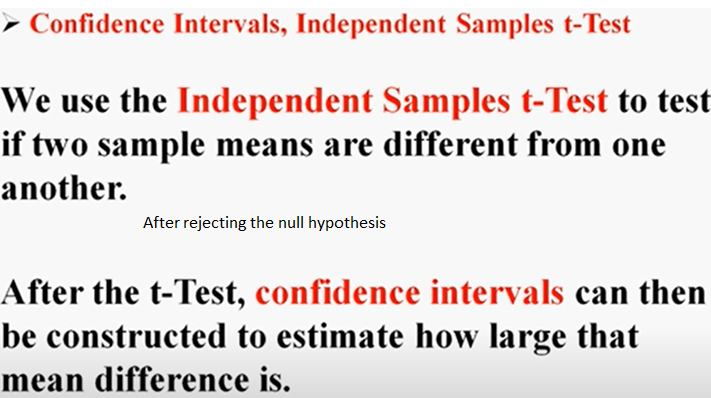 ➢ Confidence Intervals, Independent Samples t-Test
We use the Independent Samples t-Test to test
if two sample means are different from one
another.
After rejecting the null hypothesis
After the t-Test, confidence intervals can then
be constructed to estimate how large that
mean difference is.